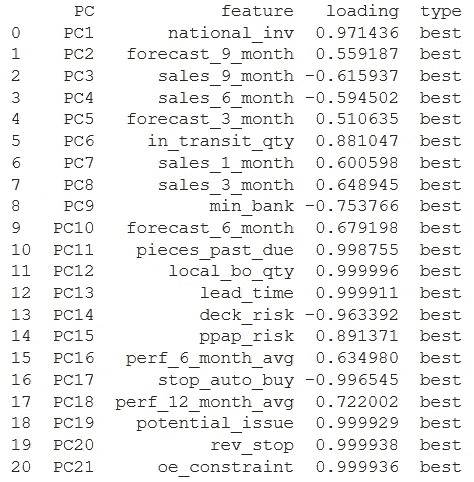 PC feature loading type
0 PC1 national_inv 0.971436 best
1 PC2 forecast_9_month 0.559187 best
2 PC3 sales_9_month -0.615937 best
3 PC4 sales_6_month -0.594502 best
4 PC5 forecast_3_month 0.510635 best
5 PC6 in_transit_qty 0.881047 best
6 PC7 sales_1_month 0.600598 best
7 PC8 sales_3_month 0.648945 best
8 PC9 min_bank -0.753766 best
9 PC10 forecast_6_month 0.679198 best
10 PC11 pieces_past_due 0.998755 best
11 PC12 local_bo_qty 0.999996 best
12 PC13 lead_time 0.999911 best
13 PC14 deck_risk -0.963392 best
14 PC15 ppap_risk 0.891371 best
15 PC16 perf_6_month_avg 0.634980 best
16 PC17 stop_auto_buy -0.996545 best
17 PC18 perf_12_month_avg 0.722002 best
18 PC19 potential_issue 0.999929 best
19 PC20 rev_stop 0.999938 best
20 PC21 oe_constraint 0.999936 best